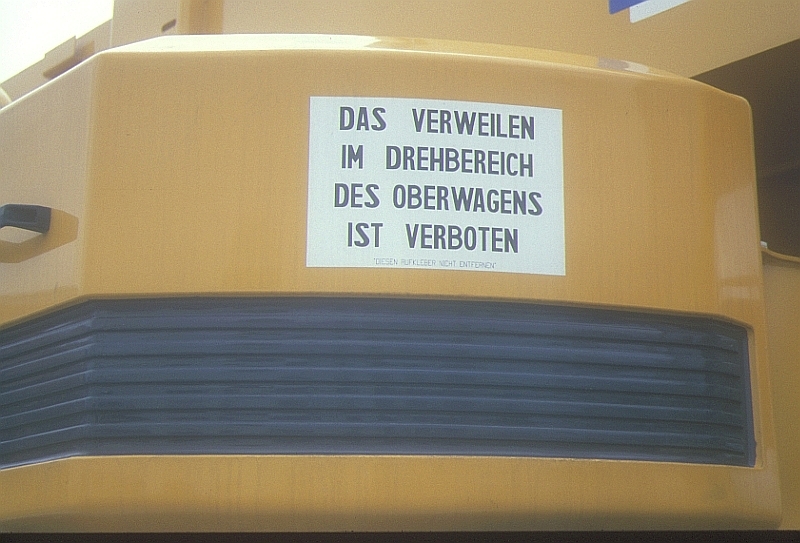 DAS VERWEILEN
IM DREHBEREICH
DES OBERWAGENS
IST VERBOTEN
"DIESEN AUFKLEBER NICHT ENTFERNEN"